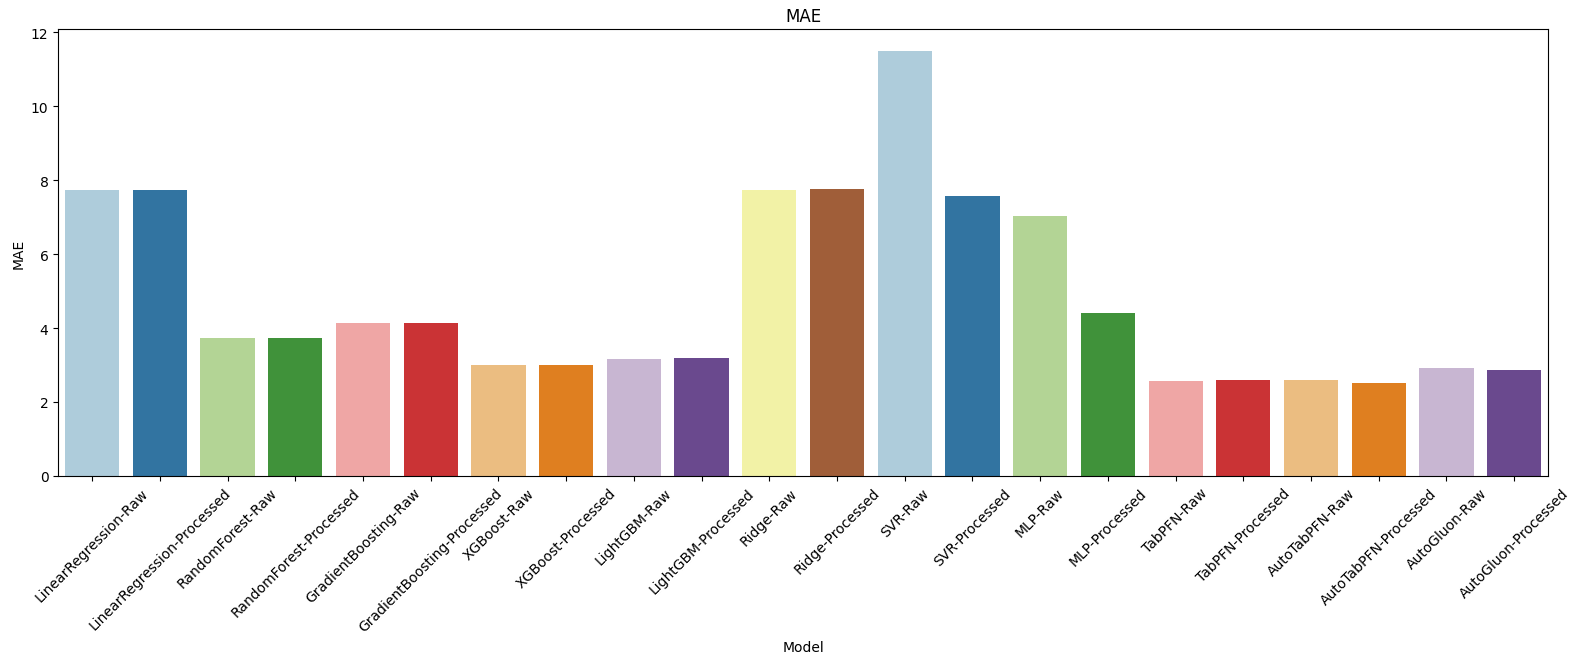 MAE
12
10
8
6
4
2
0
MAE
LinearRegression-Raw
LinearRegression-Processed
RandomForest-Raw
RandomForest-Processed
GradientBoosting-Raw
GradientBoosting-Processed
XGBoost-Raw
XGBoost-Processed
LightGBM-Raw
LightGBM-Processed
Ridge-Raw
Ridge-Processed
SVR-Raw
SVR-Processed
MLP-Raw
MLP-Processed
TabPFN-Raw
TabPFN-Processed
AutoTabPFN-Raw
AutoTabPFN-Processed
AutoGluon-Raw
AutoGluon-Processed
Model